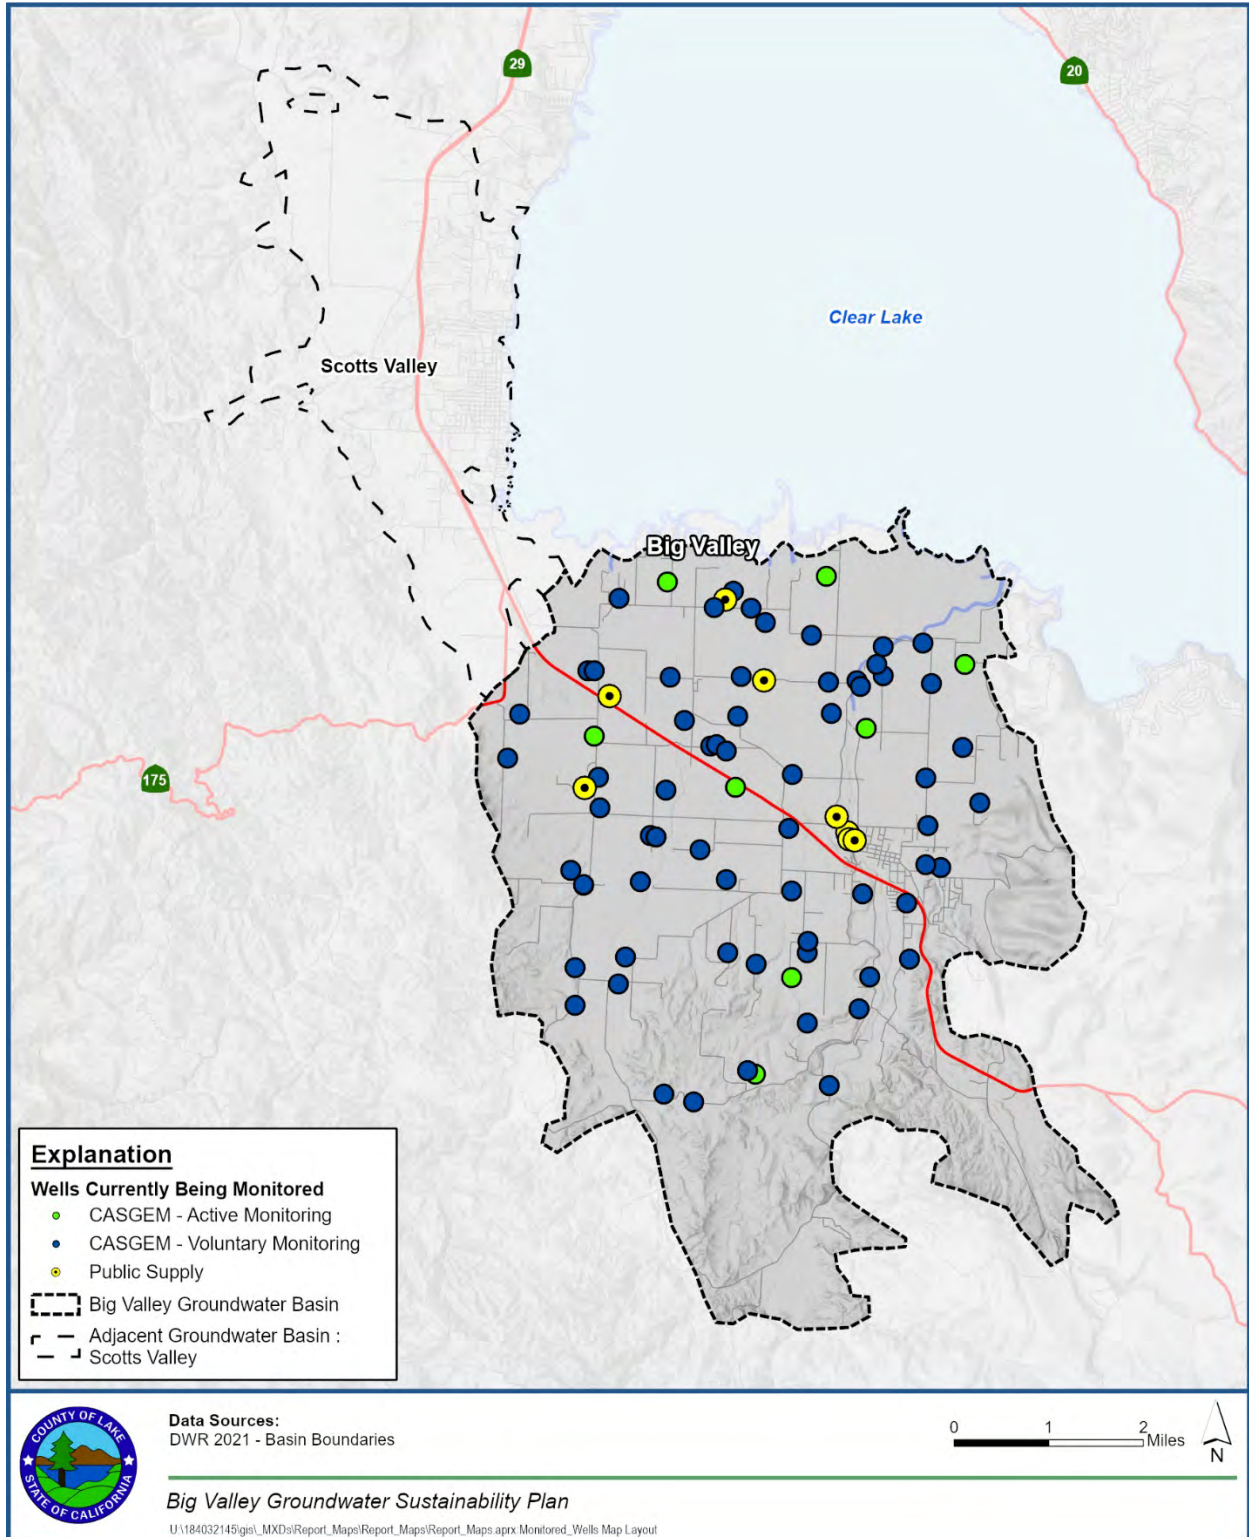 29
20
Clear Lake
Scotts Valley
Big Valley
175
Explanation
Wells Currently Being Monitored
CASGEM - Active Monitoring
CASGEM - Voluntary Monitoring
Public Supply
Big Valley Groundwater Basin
Adjacent Groundwater Basin :
Scotts Valley
COUNTY OF LAKE
STATE OF CALIFORNIA
Data Sources:
DWR 2021 - Basin Boundaries
0 1 2 Miles
N
Big Valley Groundwater Sustainability Plan
U:\184032145\gis\_MXDs\Report_Maps\Report_Maps\Report_Maps.aprx Monitored_Wells Map Layout